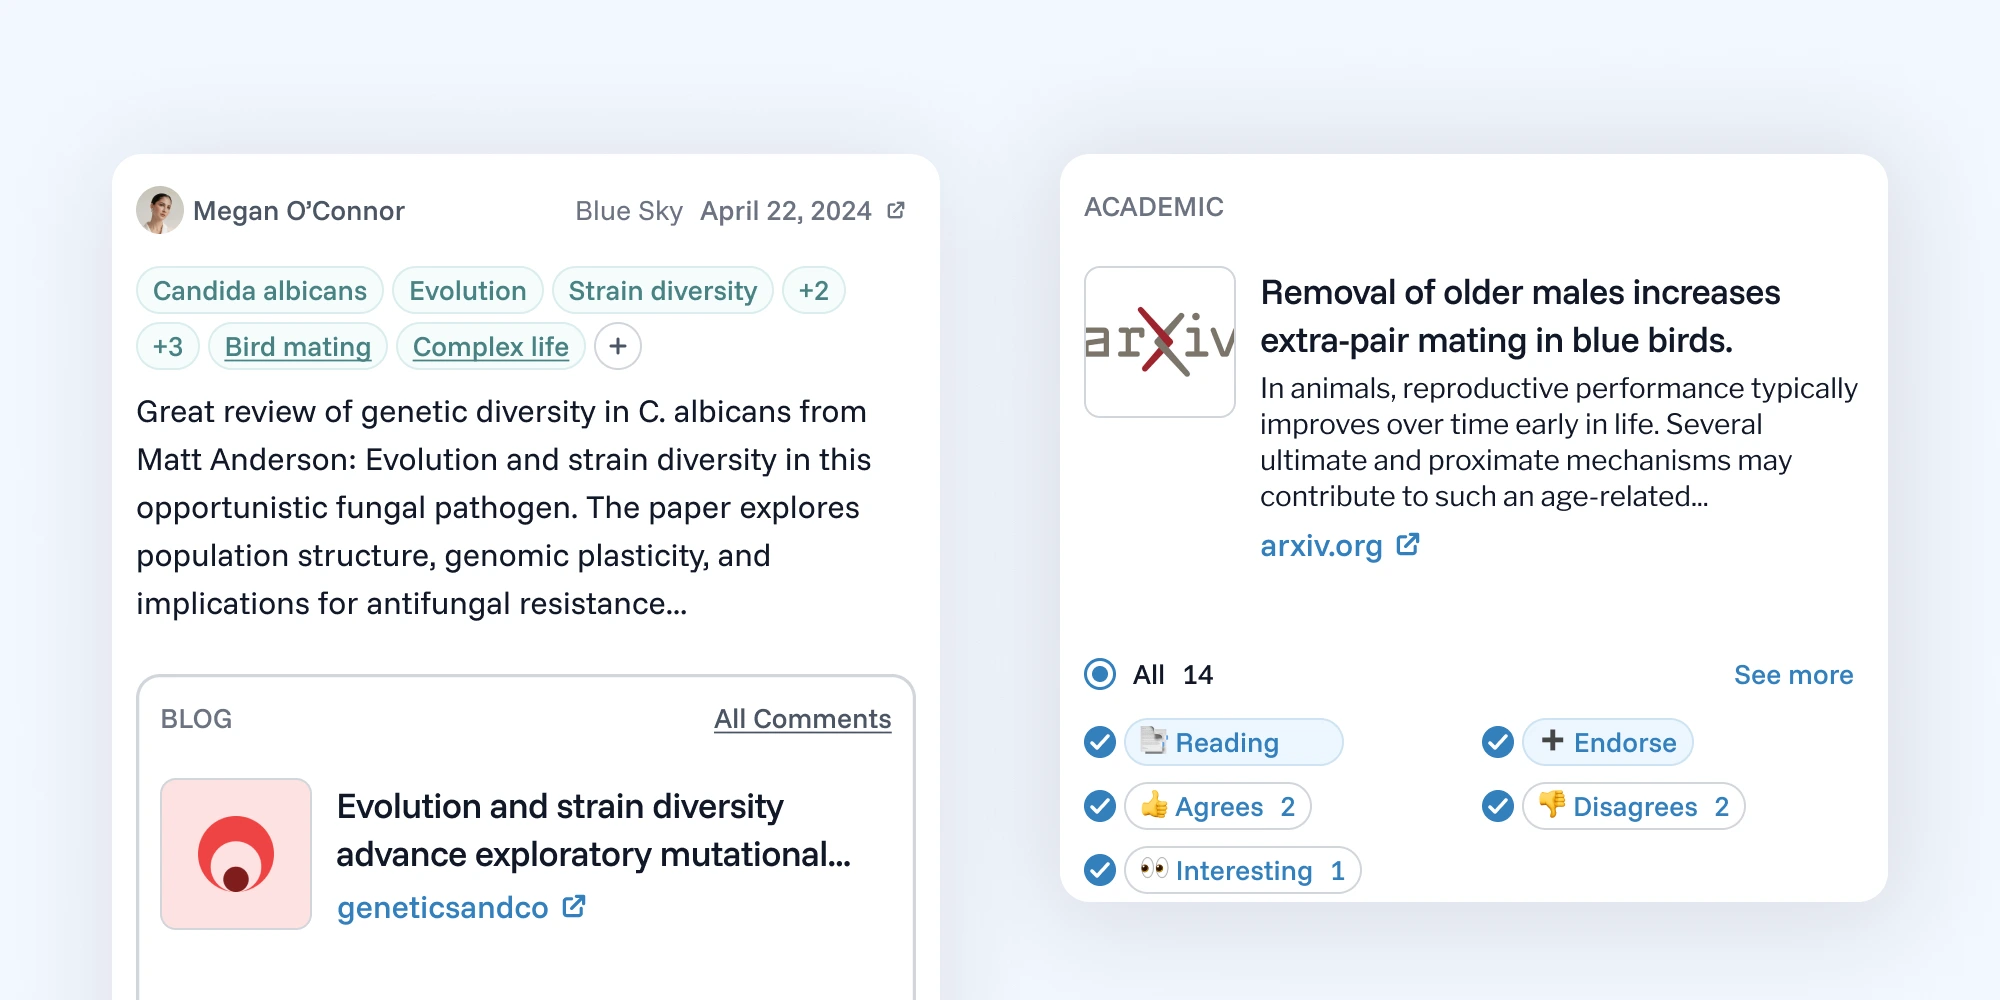 Megan O’Connor
Blue Sky April 22, 2024
Candida albicans Evolution Strain diversity +2
+3 Bird mating Complex life +
Great review of genetic diversity in C. albicans from
Matt Anderson: Evolution and strain diversity in this
opportunistic fungal pathogen. The paper explores
population structure, genomic plasticity, and
implications for antifungal resistance...
BLOG
All Comments
Evolution and strain diversity
advance exploratory mutational...
geneticsandco
ACADEMIC
arXiv
Removal of older males increases
extra-pair mating in blue birds.
In animals, reproductive performance typically
improves over time early in life. Several
ultimate and proximate mechanisms may
contribute to such an age-related...
arxiv.org
All 14
See more
Reading
Endorse
Agrees 2
Disagrees 2
Interesting 1